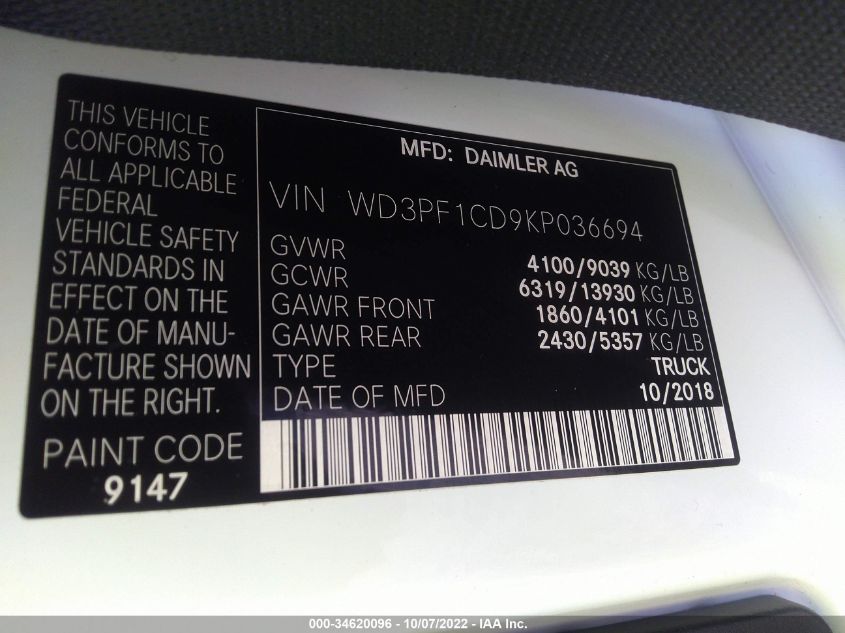 THIS VEHICLE
CONFORMS TO
ALL APPLICABLE
FEDERAL
VEHICLE SAFETY
STANDARDS IN
EFFECT ON THE
DATE OF MANU-
FACTURE SHOWN
ON THE RIGHT.
PAINT CODE
9147
MFD: DAIMLER AG
VIN WD3PF1CD9KP036694
GVWR 4100/9039 KG/LB
GCWR 6319/13930 KG/LB
GAWR FRONT 1860/4101 KG/LB
GAWR REAR 2430/5357 KG/LB
TYPE TRUCK
DATE OF MFD 10/2018
000-34620096 - 10/07/2022 - IAA Inc.